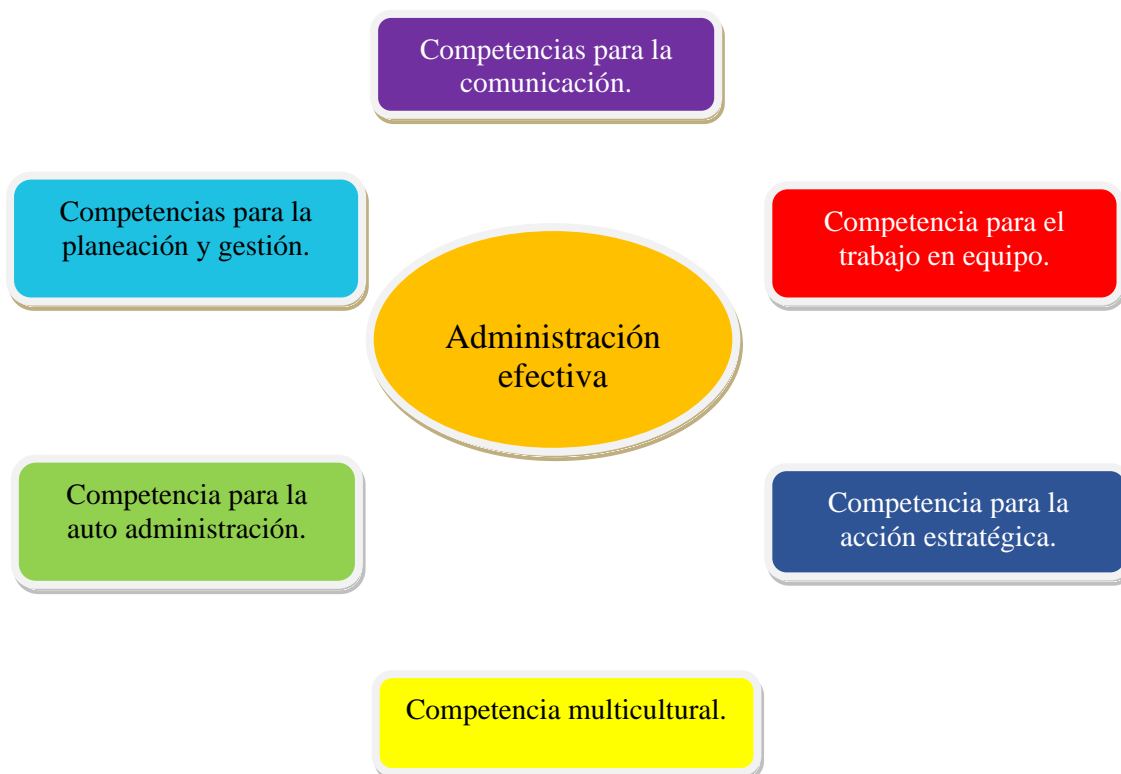 Competencias para la
comunicación.
Competencias para la
planeación y gestión.
Competencia para el
trabajo en equipo.
Administración
efectiva
Competencia para la
auto administración.
Competencia para la
acción estratégica.
Competencia multicultural.